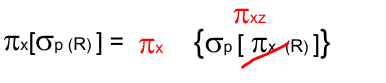 πxz
πx[σp (R) ] = πx {σp [ πx (R) ]}